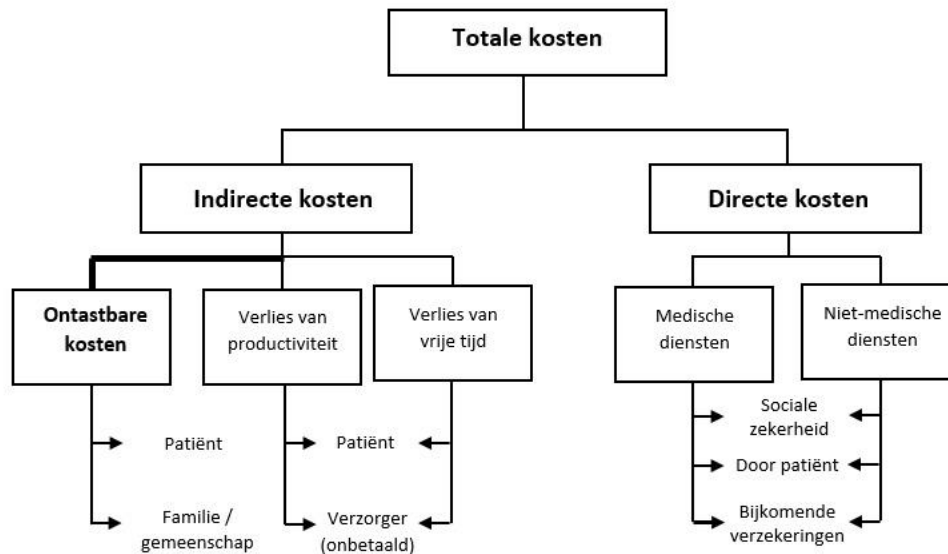 Totale kosten
Indirecte kosten
Directe kosten
Ontastbare
kosten
Verlies van
productiviteit
Verlies van
vrije tijd
Medische
diensten
Niet-medische
diensten
Patiënt
Familie /
gemeenschap
Patiënt
Verzorger
(onbetaald)
Sociale
zekerheid
Door patiënt
Bijkomende
verzekeringen